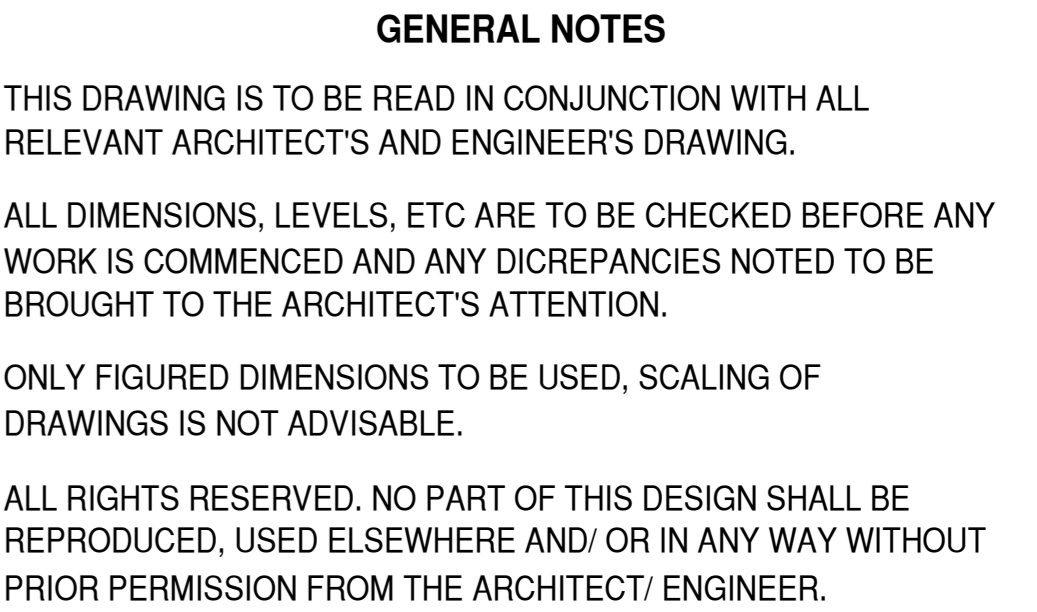 GENERAL NOTES
THIS DRAWING IS TO BE READ IN CONJUNCTION WITH ALL
RELEVANT ARCHITECT'S AND ENGINEER'S DRAWING.
ALL DIMENSIONS, LEVELS, ETC ARE TO BE CHECKED BEFORE ANY
WORK IS COMMENCED AND ANY DICREPANCIES NOTED TO BE
BROUGHT TO THE ARCHITECT'S ATTENTION.
ONLY FIGURED DIMENSIONS TO BE USED, SCALING OF
DRAWINGS IS NOT ADVISABLE.
ALL RIGHTS RESERVED. NO PART OF THIS DESIGN SHALL BE
REPRODUCED, USED ELSEWHERE AND/ OR IN ANY WAY WITHOUT
PRIOR PERMISSION FROM THE ARCHITECT/ ENGINEER.